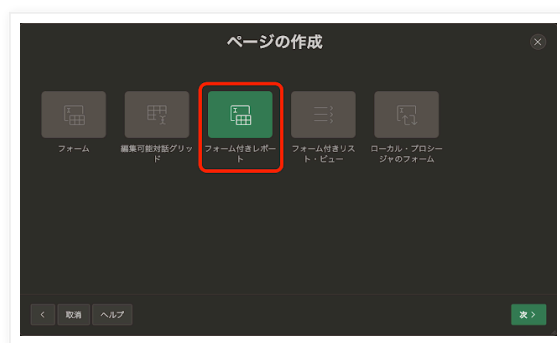 ページの作成
フォーム
編集可能対話グリッ
ド
フォーム付きレポー
ト
フォーム付きリス
ト・ビュー
ローカル・プロシー
ジャのフォーム
取消
ヘルプ
次